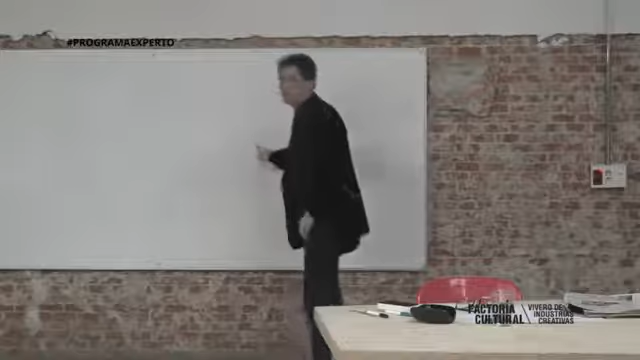 #PROGRAMAEXPERTO
FACTORÍA
CULTURAL
VIVERO DE
INDUSTRIAS
CREATIVAS